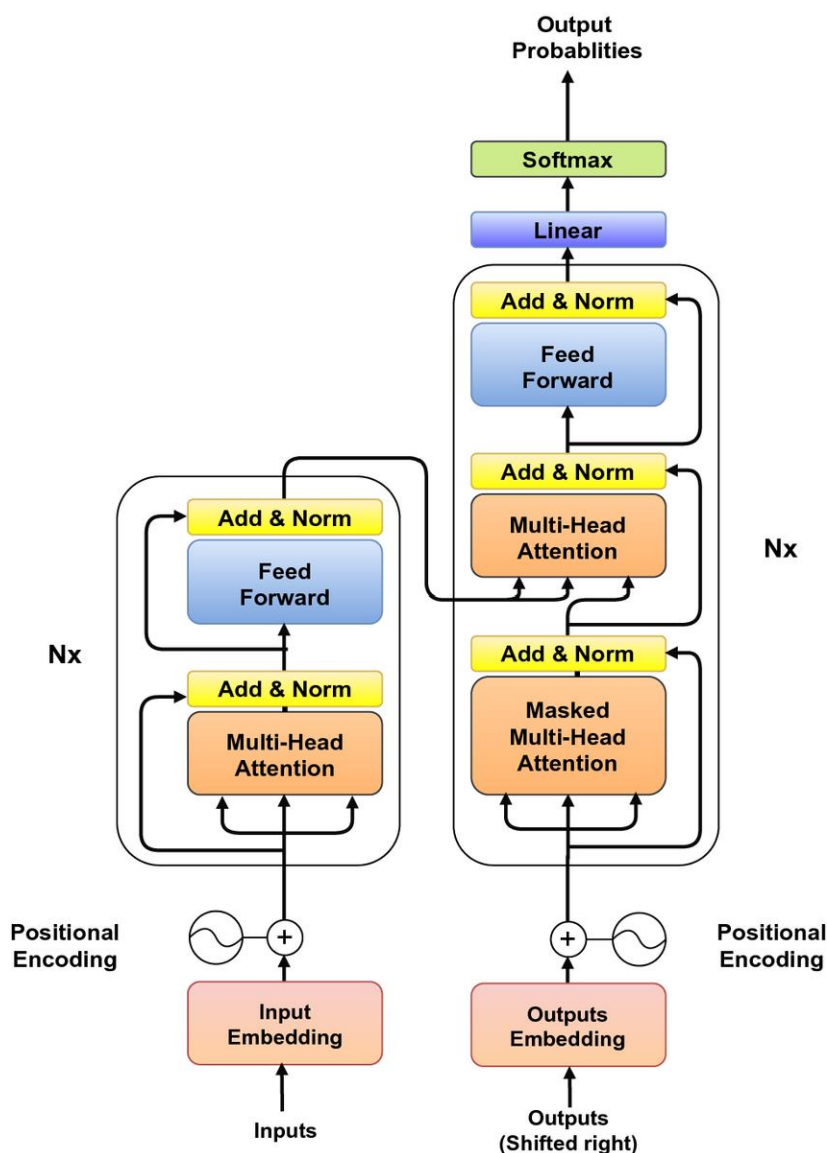 Output
Probablities
Softmax
Linear
Add & Norm
Feed
Forward
Add & Norm
Multi-Head
Attention
Nx
Add & Norm
Masked
Multi-Head
Attention
Add & Norm
Feed
Forward
Nx
Add & Norm
Multi-Head
Attention
Positional
Encoding
+
+
Positional
Encoding
Input
Embedding
Outputs
Embedding
Inputs
Outputs
(Shifted right)